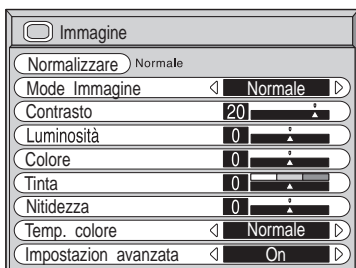 Immagine
Normalizzare Normale
Mode Immagine Normale
Contrasto 20
Luminosità 0
Colore 0
Tinta 0
Nitidezza 0
Temp. colore Normale
Impostazion avanzata On